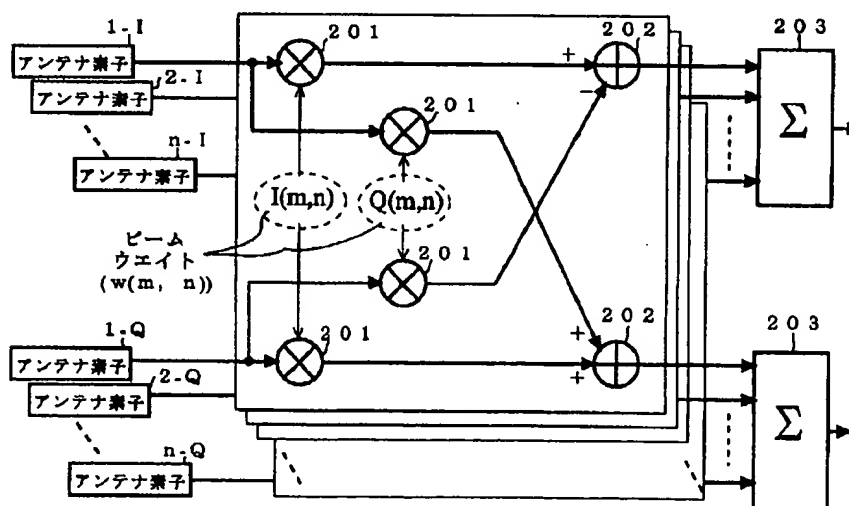 1-I
201
202
203
アンテナ素子
2-I
アンテナ素子
n-I
アンテナ素子
+
-
201
Σ
I(m,n)
Q(m,n)
ビーム
ウエイト
(w(m, n))
201
1-Q
アンテナ素子
2-Q
アンテナ素子
n-Q
アンテナ素子
201
+
+
202
203
Σ